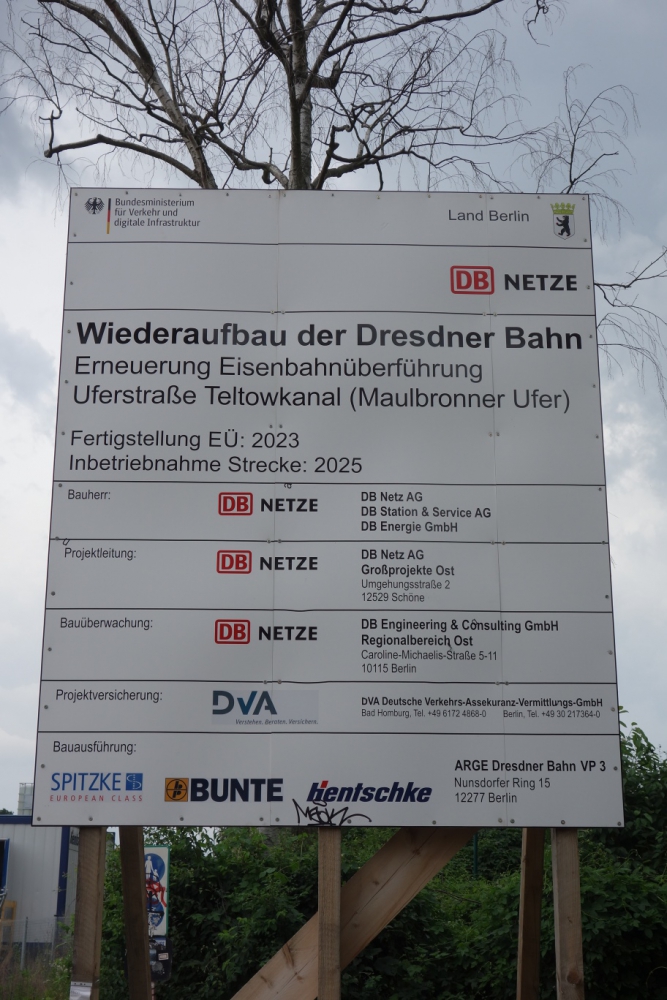 Bundesministerium
für Verkehr und
digitale Infrastruktur
Land Berlin
DB NETZE
Wiederaufbau der Dresdner Bahn
Erneuerung Eisenbahnüberführung
Uferstraße Teltowkanal (Maulbronner Ufer)
Fertigstellung EÜ: 2023
Inbetriebnahme Strecke: 2025
Bauherr:
DB NETZE
DB Netz AG
DB Station & Service AG
DB Energie GmbH
Projektleitung:
DB NETZE
DB Netz AG
Großprojekte Ost
Umgehungsstraße 2
12529 Schöne
Bauüberwachung:
DB NETZE
DB Engineering & Consulting GmbH
Regionalbereich Ost
Caroline-Michaelis-Straße 5-11
10115 Berlin
Projektversicherung:
DVA
Verstehen. Beraten. Versichern.
DVA Deutsche Verkehrs-Assekuranz-Vermittlungs-GmbH
Bad Homburg, Tel. +49 6172 4868-0 Berlin, Tel. +49 30 217364-0
Bauausführung:
SPITZKE
EUROPEAN CLASS
BUNTE
hentschke
ARGE Dresdner Bahn VP 3
Nunsdorfer Ring 15
12277 Berlin